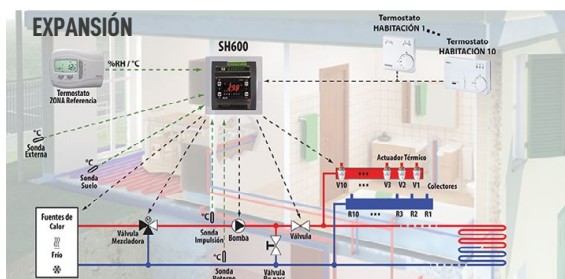 EXPANSIÓN
SH600
Termostato
HABITACIÓN 1
Termostato
HABITACIÓN 10
%RH / °C
Termostato
ZONA Referencia
°C
Sonda
Externa
°C
Sonda
Suelo
Actuador Térmico
V10 ... V3 V2 V1
Colectores
R10 ... R3 R2 R1
Fuentes de
Calor
Frío
Válvula
Mezcladora
°C
Sonda
Impulsión
Bomba
Válvula
°C
Sonda
Retorno
Válvula